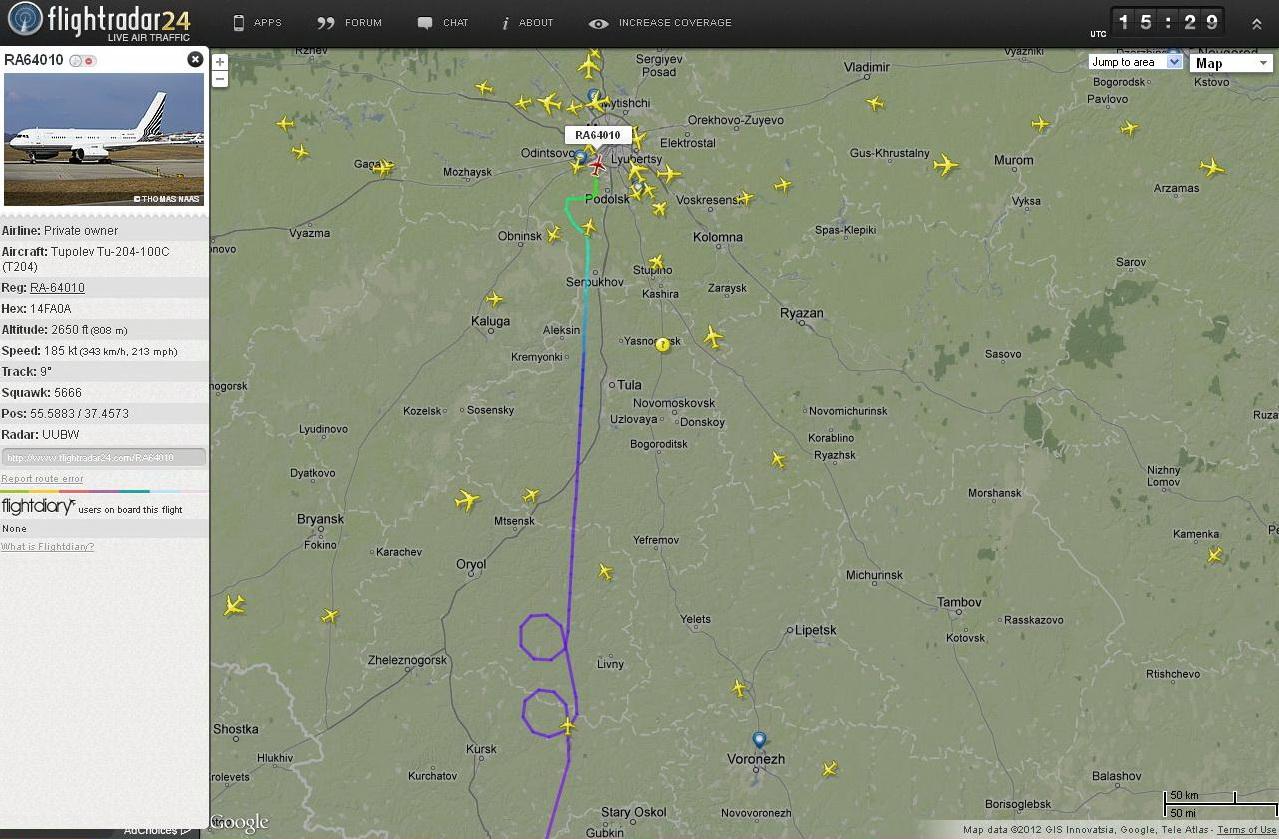 flightradar24
LIVE AIR TRAFFIC
APPS
FORUM
CHAT
i ABOUT
INCREASE COVERAGE
UTC
15:29
RA64010
© THOMAS NAAS
Airline: Private owner
Aircraft: Tupolev Tu-204-100C
(T204)
Reg: RA-64010
Hex: 14FA0A
Altitude: 2650 ft (808 m)
Speed: 185 kt (343 km/h, 213 mph)
Track: 9°
Squawk: 5666
Pos: 55.5883 / 37.4573
Radar: UUBW
http://www.flightradar24.com/RA64010
Report route error
flightdiary users on board this flight
None
What is Flightdiary?
AdChoices
+
−
Jump to area
Map
Rzhev
Sergiyev
Posad
Vladimir
Vyazniki
Dzerzhinsk
Novgorod
Bogorodsk
Kstovo
Pavlovo
Mytishchi
Orekhovo-Zuyevo
RA64010
Elektrostal
Odintsovo
Lyubertsy
Gus-Khrustalny
Murom
Gagarin
Mozhaysk
Arzamas
Podolsk
Voskresensk
Vyksa
Vyazma
Obninsk
Kolomna
Spas-Klepiki
Stupino
Sarov
Serpukhov
Kashira
Zaraysk
Kaluga
Aleksin
Ryazan
Yasnogorsk
?
Kremyonki
Sasovo
Tula
Kozelsk
Sosensky
Novomoskovsk
Novomichurinsk
Uzlovaya
Donskoy
Lyudinovo
Korablino
Bogoroditsk
Ryazhsk
Dyatkovo
Nizhny
Lomov
Morshansk
Bryansk
Mtsensk
Fokino
Yefremov
Kamenka
Karachev
Oryol
Michurinsk
Tambov
Yelets
Rasskazovo
Lipetsk
Kotovsk
Zheleznogorsk
Livny
Rtishchevo
Shostka
Kursk
Hlukhiv
Voronezh
Kurchatov
Balashov
50 km
Borisoglebsk
50 mi
Stary Oskol
Novovoronezh
Google
Gubkin
Map data ©2012 GIS Innovatsia, Google, Tele Atlas - Terms of Use